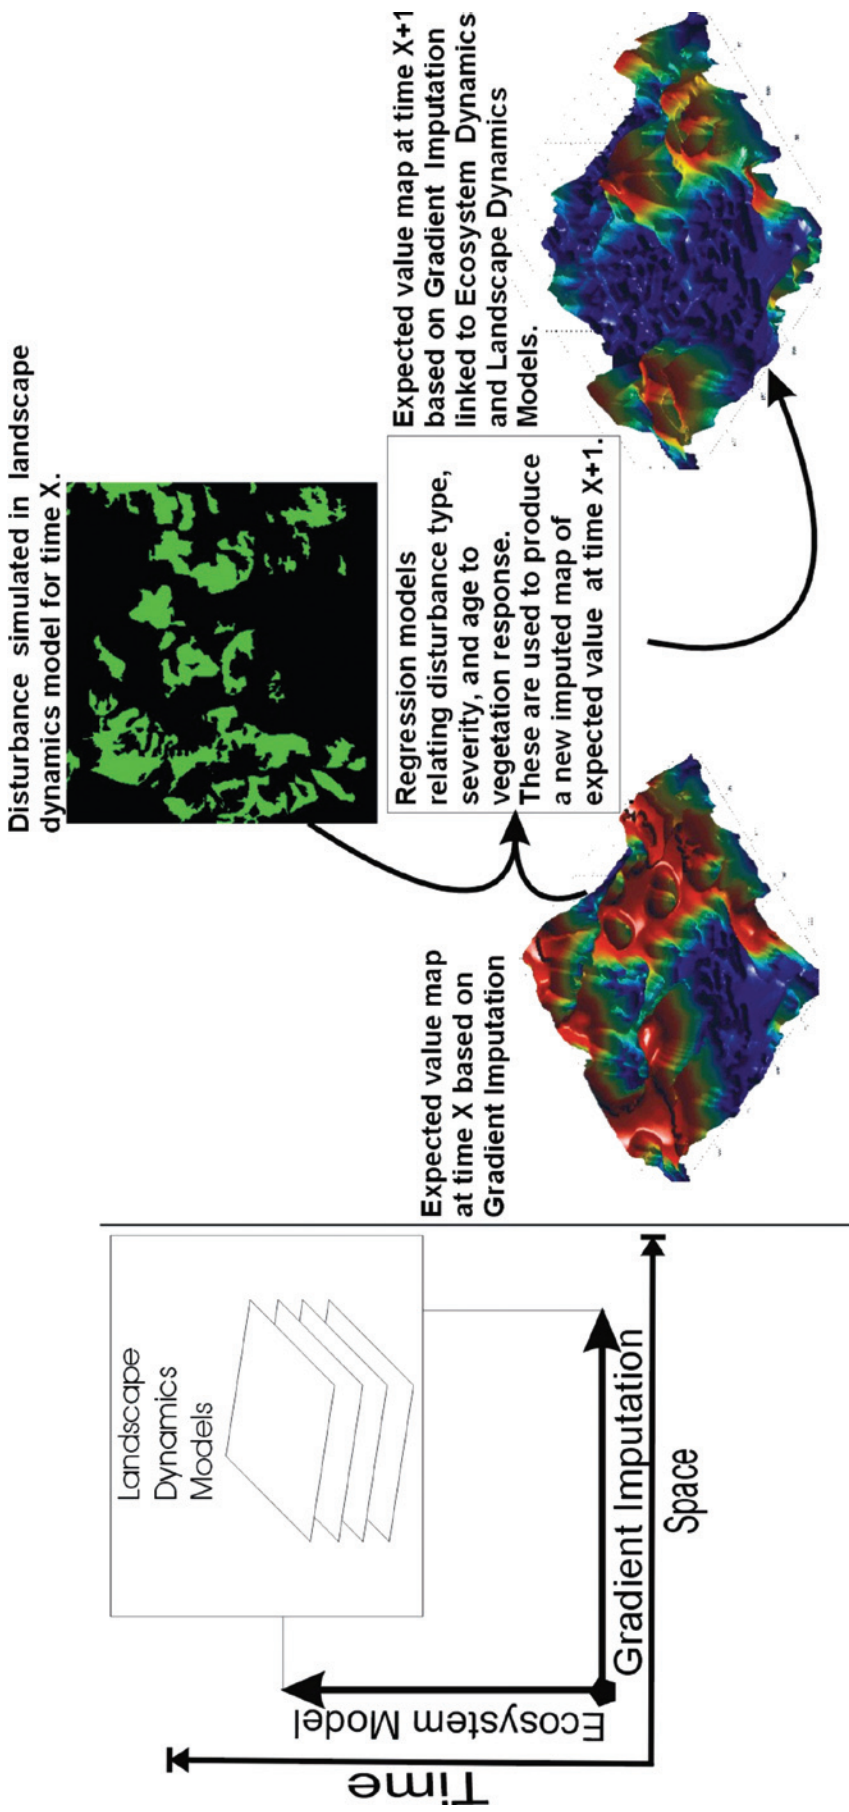 Time
Ecosystem Model
Landscape
Dynamics
Models
Gradient Imputation
Space
Disturbance simulated in landscape
dynamics model for time X.
Expected value map
at time X based on
Gradient Imputation
Regression models
relating disturbance type,
severity, and age to
vegetation response.
These are used to produce
a new imputed map of
expected value at time X+1.
Expected value map at time X+1
based on Gradient Imputation
linked to Ecosystem Dynamics
and Landscape Dynamics
Models.